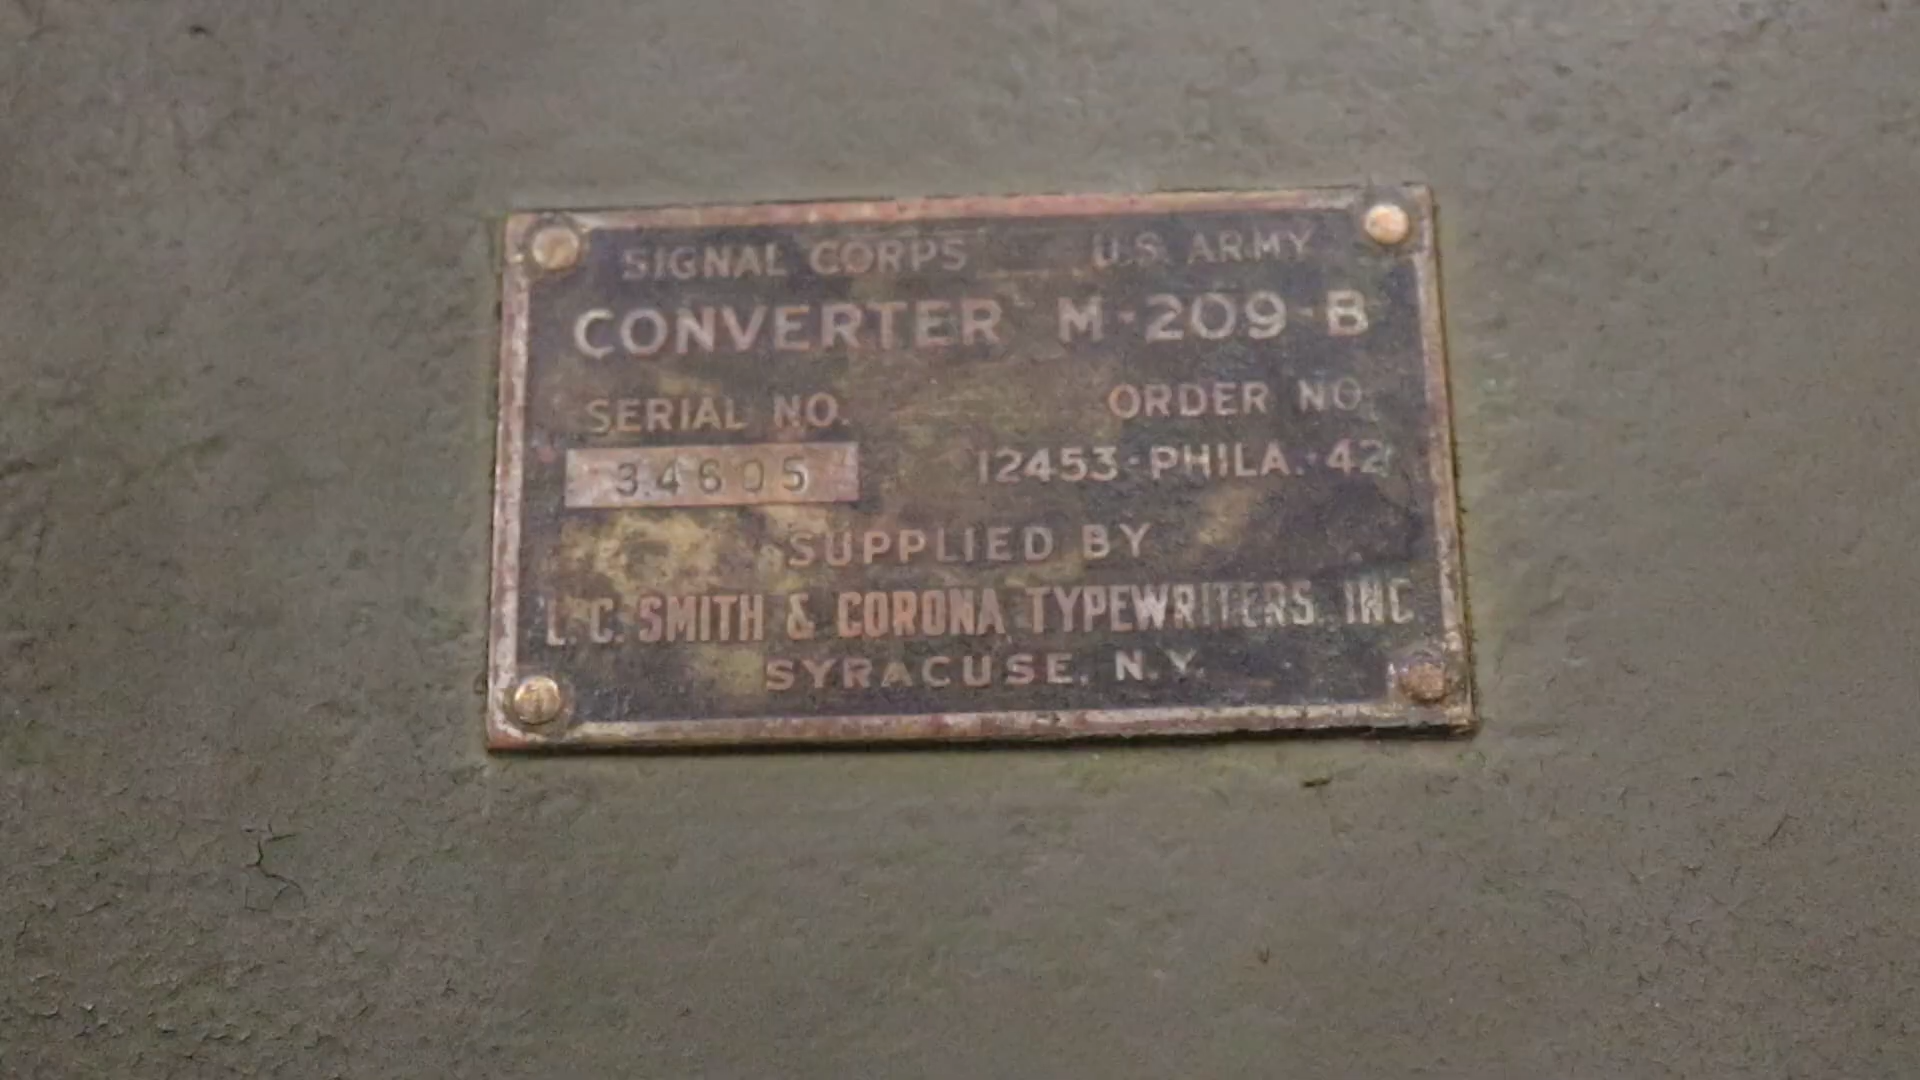 SIGNAL CORPS U.S. ARMY
CONVERTER M-209-B
SERIAL NO. ORDER NO.
34605 12453-PHILA.-42
SUPPLIED BY
L.C. SMITH & CORONA TYPEWRITERS, INC
SYRACUSE, N.Y.